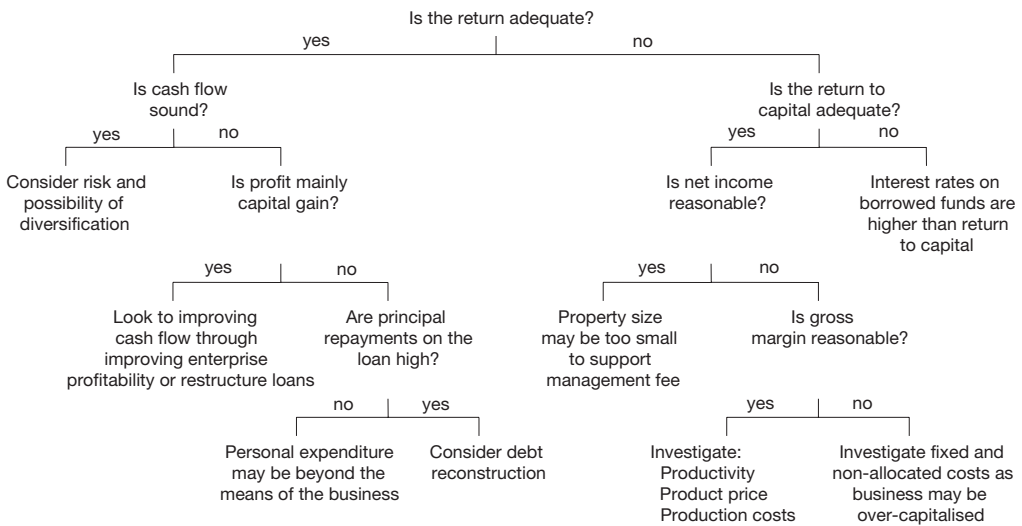 Is the return adequate?
yes
no
Is cash flow
sound?
Is the return to
capital adequate?
yes
no
yes
no
Consider risk and
possibility of
diversification
Is profit mainly
capital gain?
Is net income
reasonable?
Interest rates on
borrowed funds are
higher than return
to capital
yes
no
yes
no
Look to improving
cash flow through
improving enterprise
profitability or restructure loans
Are principal
repayments on the
loan high?
Property size
may be too small
to support
management fee
Is gross
margin reasonable?
no
yes
yes
no
Personal expenditure
may be beyond the
means of the business
Consider debt
reconstruction
Investigate:
Productivity
Product price
Production costs
Investigate fixed and
non-allocated costs as
business may be
over-capitalised